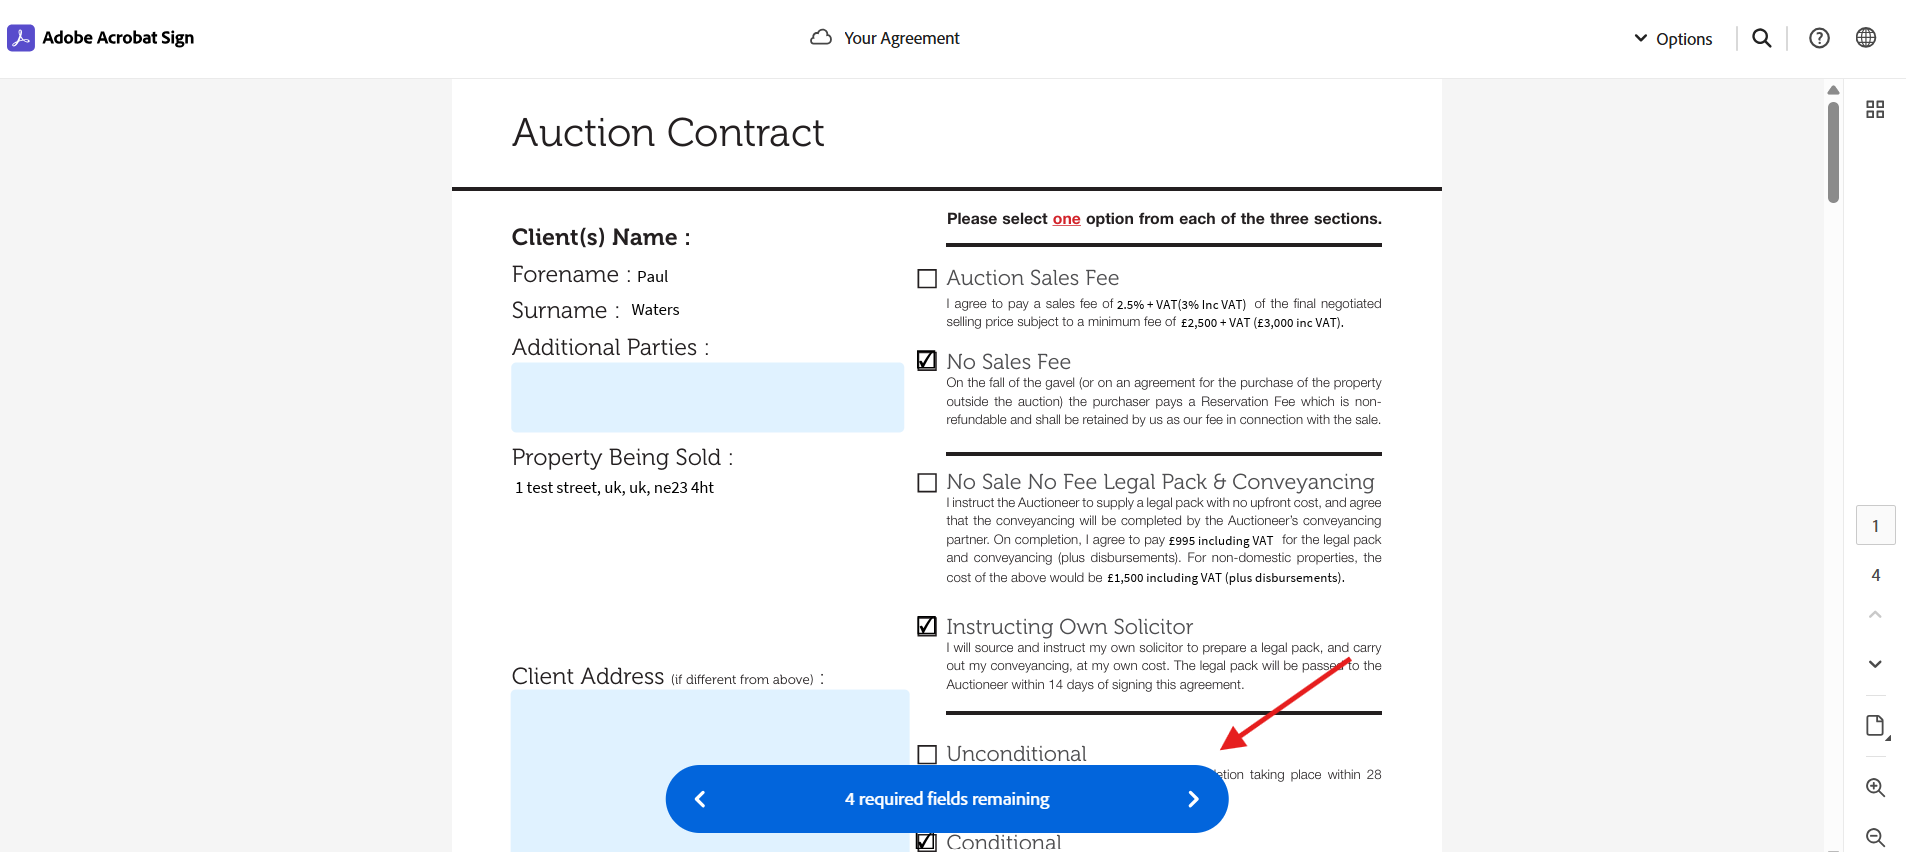 Adobe Acrobat Sign
Your Agreement
Options
Auction Contract
Client(s) Name :
Forename : Paul
Surname : Waters
Additional Parties :
Property Being Sold :
1 test street, uk, uk, ne23 4ht
Client Address (if different from above) :
Please select one option from each of the three sections.
Auction Sales Fee
I agree to pay a sales fee of 2.5% + VAT(3% Inc VAT) of the final negotiated
selling price subject to a minimum fee of £2,500 + VAT (£3,000 inc VAT).
No Sales Fee
On the fall of the gavel (or on an agreement for the purchase of the property
outside the auction) the purchaser pays a Reservation Fee which is non-
refundable and shall be retained by us as our fee in connection with the sale.
No Sale No Fee Legal Pack & Conveyancing
I instruct the Auctioneer to supply a legal pack with no upfront cost, and agree
that the conveyancing will be completed by the Auctioneer's conveyancing
partner. On completion, I agree to pay £995 including VAT for the legal pack
and conveyancing (plus disbursements). For non-domestic properties, the
cost of the above would be £1,500 including VAT (plus disbursements).
Instructing Own Solicitor
I will source and instruct my own solicitor to prepare a legal pack, and carry
out my conveyancing, at my own cost. The legal pack will be passed to the
Auctioneer within 14 days of signing this agreement.
Unconditional
taking place within 28
4 required fields remaining
Conditional
1
4